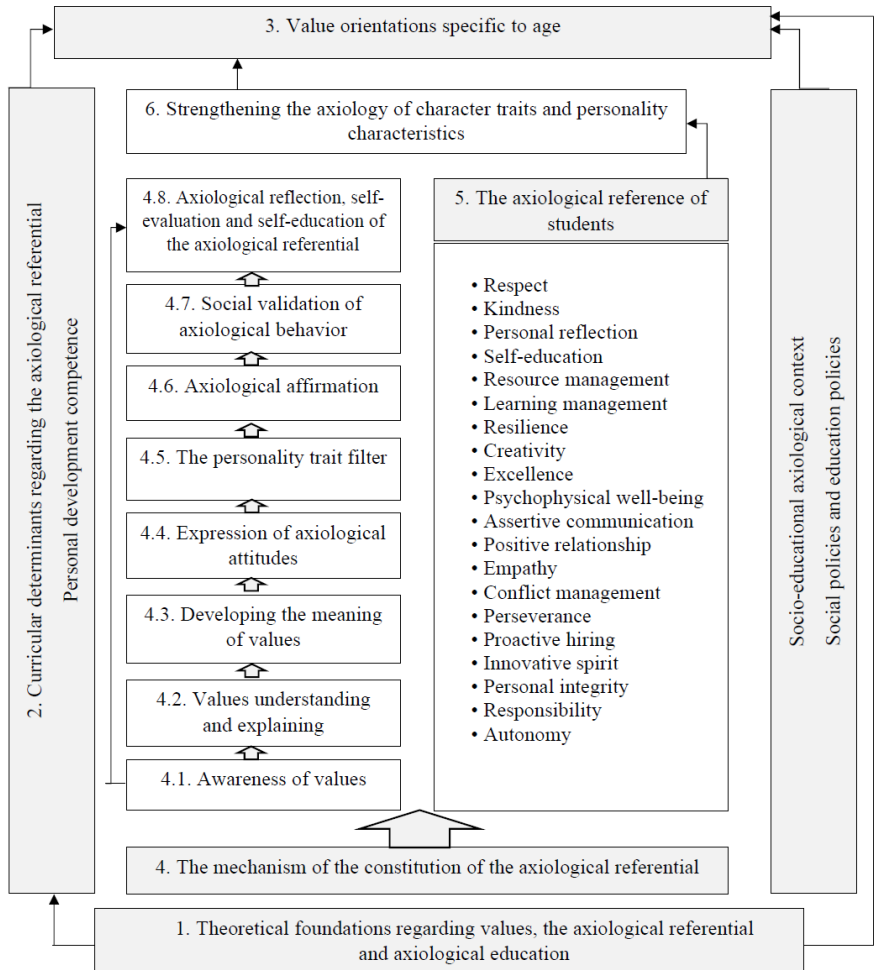 3. Value orientations specific to age
6. Strengthening the axiology of character traits and personality
characteristics
2. Curricular determinants regarding the axiological referential
Personal development competence
4.8. Axiological reflection, self-
evaluation and self-education of
the axiological referential
4.7. Social validation of
axiological behavior
4.6. Axiological affirmation
4.5. The personality trait filter
4.4. Expression of axiological
attitudes
4.3. Developing the meaning
of values
4.2. Values understanding
and explaining
4.1. Awareness of values
5. The axiological reference of
students
• Respect
• Kindness
• Personal reflection
• Self-education
• Resource management
• Learning management
• Resilience
• Creativity
• Excellence
• Psychophysical well-being
• Assertive communication
• Positive relationship
• Empathy
• Conflict management
• Perseverance
• Proactive hiring
• Innovative spirit
• Personal integrity
• Responsibility
• Autonomy
Socio-educational axiological context
Social policies and education policies
4. The mechanism of the constitution of the axiological referential
1. Theoretical foundations regarding values, the axiological referential
and axiological education